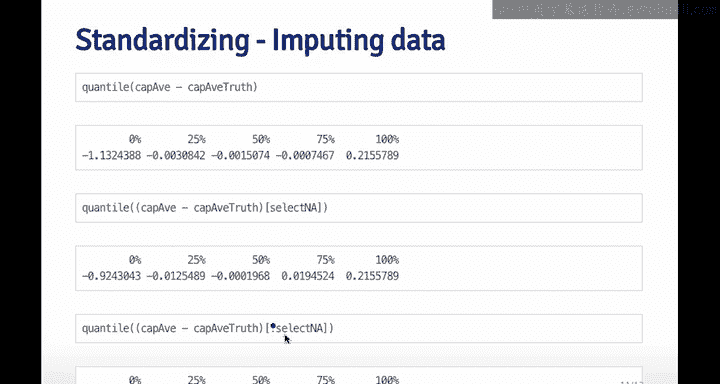 Standardizing - Imputing data
quantile(capAve - capAveTruth)
0% 25% 50% 75% 100%
-1.1324388 -0.0030842 -0.0015074 -0.0007467 0.2155789
quantile((capAve - capAveTruth)[selectNA])
0% 25% 50% 75% 100%
-0.9243043 -0.0125489 -0.0001968 0.0194524 0.2155789
quantile((capAve - capAveTruth)[!selectNA])
0% 25% 50% 75% 100%